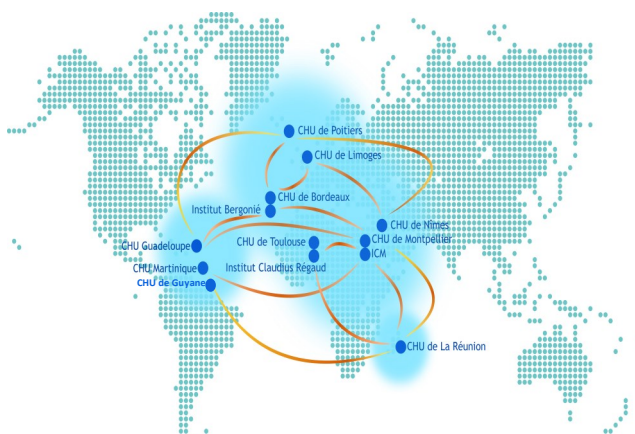 CHU de Poitiers
CHU de Limoges
CHU de Bordeaux
Institut Bergonié
CHU de Nîmes
CHU de Toulouse
CHU de Montpellier
CHU Guadeloupe
ICM
CHU Martinique
Institut Claudius Régaud
CHU de Guyane
CHU de La Réunion